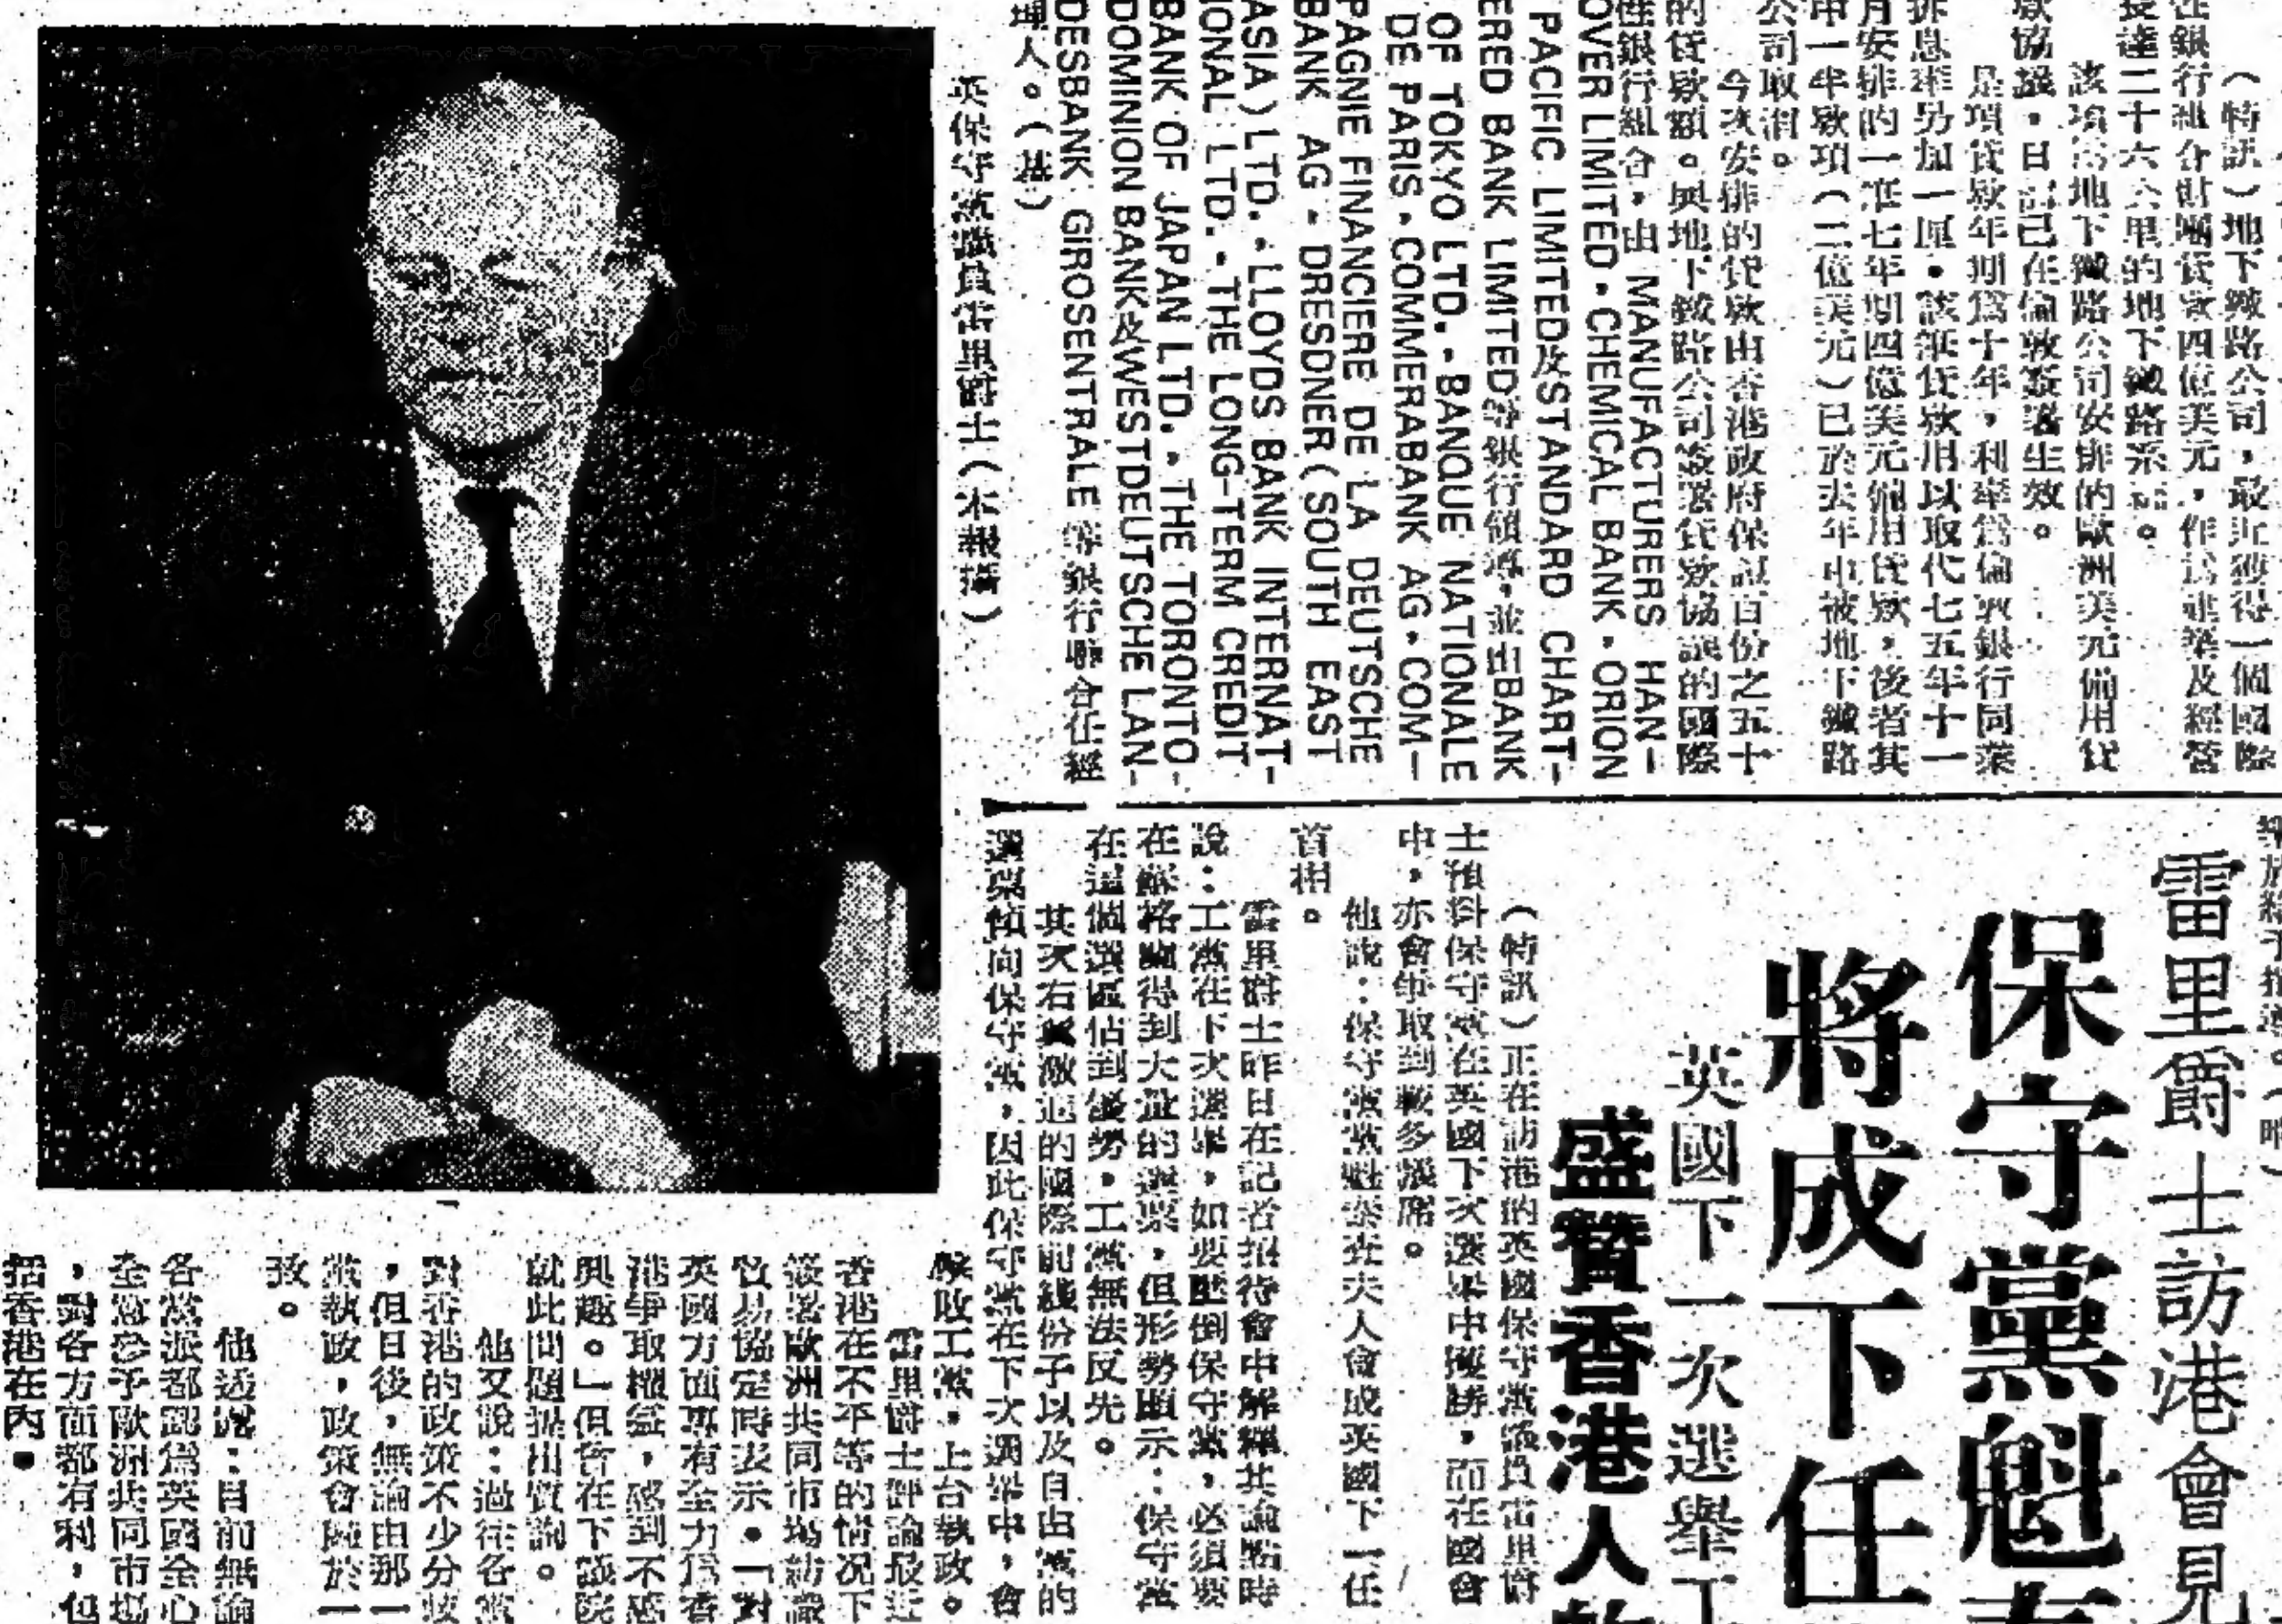 (特訊)地下鐵路公司,最近獲得一個國際
性銀行組合財團貸款四億美元,作為建築及經營
長達二十六公里的地下鐵路系統。
該項為地下鐵路公司安排的歐洲美元備用貸
款協議,日前已在倫敦簽署生效。
是項貸款年期為十年,利率為倫敦銀行同業
拆息率另加一厘。該筆貸款用以取代七五年十一
月安排的一筆七年期四億美元備用貸款,後者其
中一半款項(二億美元)已於去年中被地下鐵路
公司取消。
今次安排的貸款由香港政府保證百份之五十
的貸款額。與地下鐵路公司簽署貸款協議的國際
性銀行組合,由MANUFACTURERS HAN-
OVER LIMITED・CHEMICAL BANK・ORION
PACIFIC LIMITED及STANDARD CHART-
ERED BANK LIMITED等銀行領導,並由BANK
OF TOKYO LTD.・BANQUE NATIONALE
DE PARIS・COMMERABANK AG・COM-
PAGNIE FINANCIERE DE LA DEUTSCHE
BANK AG・DRESDNER(SOUTH EAST
ASIA)LTD.・LLOYDS BANK INTERNAT-
IONAL LTD.・THE LONG-TERM CREDIT
BANK OF JAPAN LTD.・THE TORONTO-
DOMINION BANK及WESTDEUTSCHE LAN-
DESBANK GIROSENTRALE等銀行聯合任經
理人。(基)
英保守黨議員雷里爵士(本報攝)
雷里爵士訪港會見
保守黨魁
將成下任
英國下一次選舉工
盛贊香港人
(特訊)正在訪港的英國保守黨議員雷里爵
士預料保守黨在英國下次選舉中獲勝,而在國會
中,亦會爭取到較多議席。
他說:保守黨黨魁泰查夫人會成英國下一任
首相。
雷里爵士昨日在記者招待會中解釋其論點時
說:工黨在下次選舉,如要壓倒保守黨,必須要
在蘇格蘭得到大量的選票,但形勢顯示:保守黨
在這個選區佔到優勢,工黨無法反先。
其次右翼激進的國際前綫份子以及自由黨的
選票傾向保守黨,因此保守黨在下次選舉中,會
擊敗工黨,上台執政。
雷里爵士評論最近
香港在不平等的情况下
簽署歐洲共同市場紡織
貿易協定時表示。「對
英國方面專有全力為香
港爭取權益,感到不感
興趣。」但會在下議院
就此問題提出質詢。
他又說:過往各黨
對香港的政策不少分歧
,但日後,無論由那一
黨執政,政策會趨於一
致。
他透露:目前無論
各黨派都認為英國全心
全意參予歐洲共同市場
,對各方面都有利,包
括香港在內。